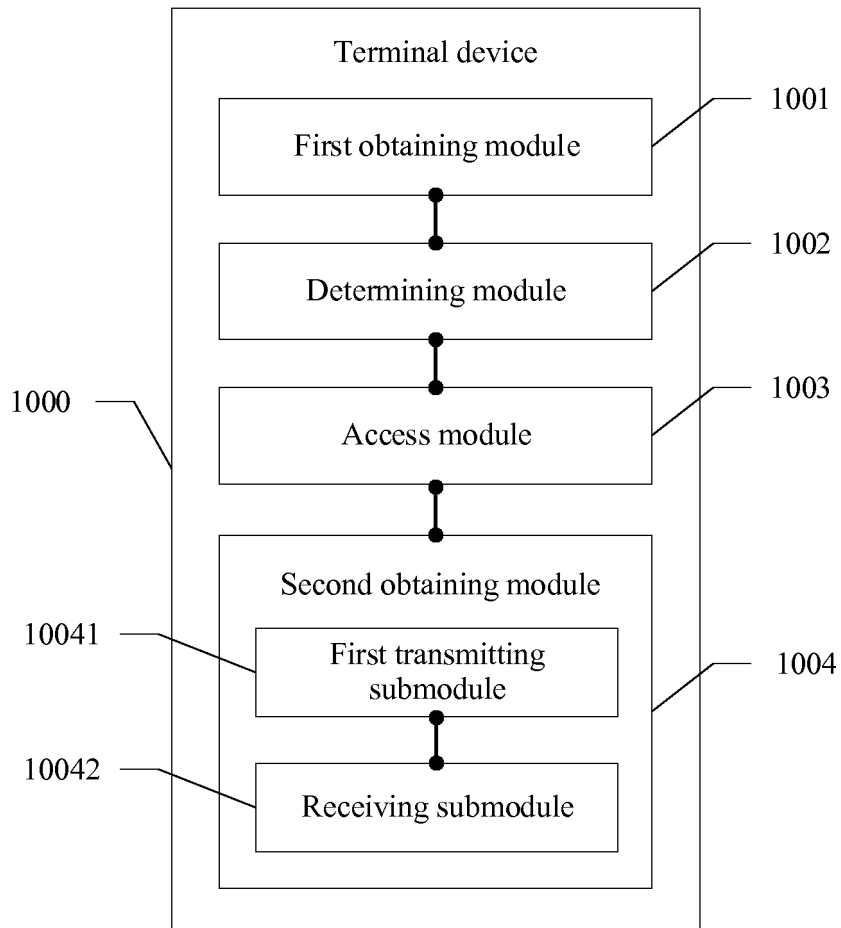 Terminal device
1001
First obtaining module
1002
Determining module
1000
1003
Access module
Second obtaining module
10041
First transmitting
submodule
1004
10042
Receiving submodule